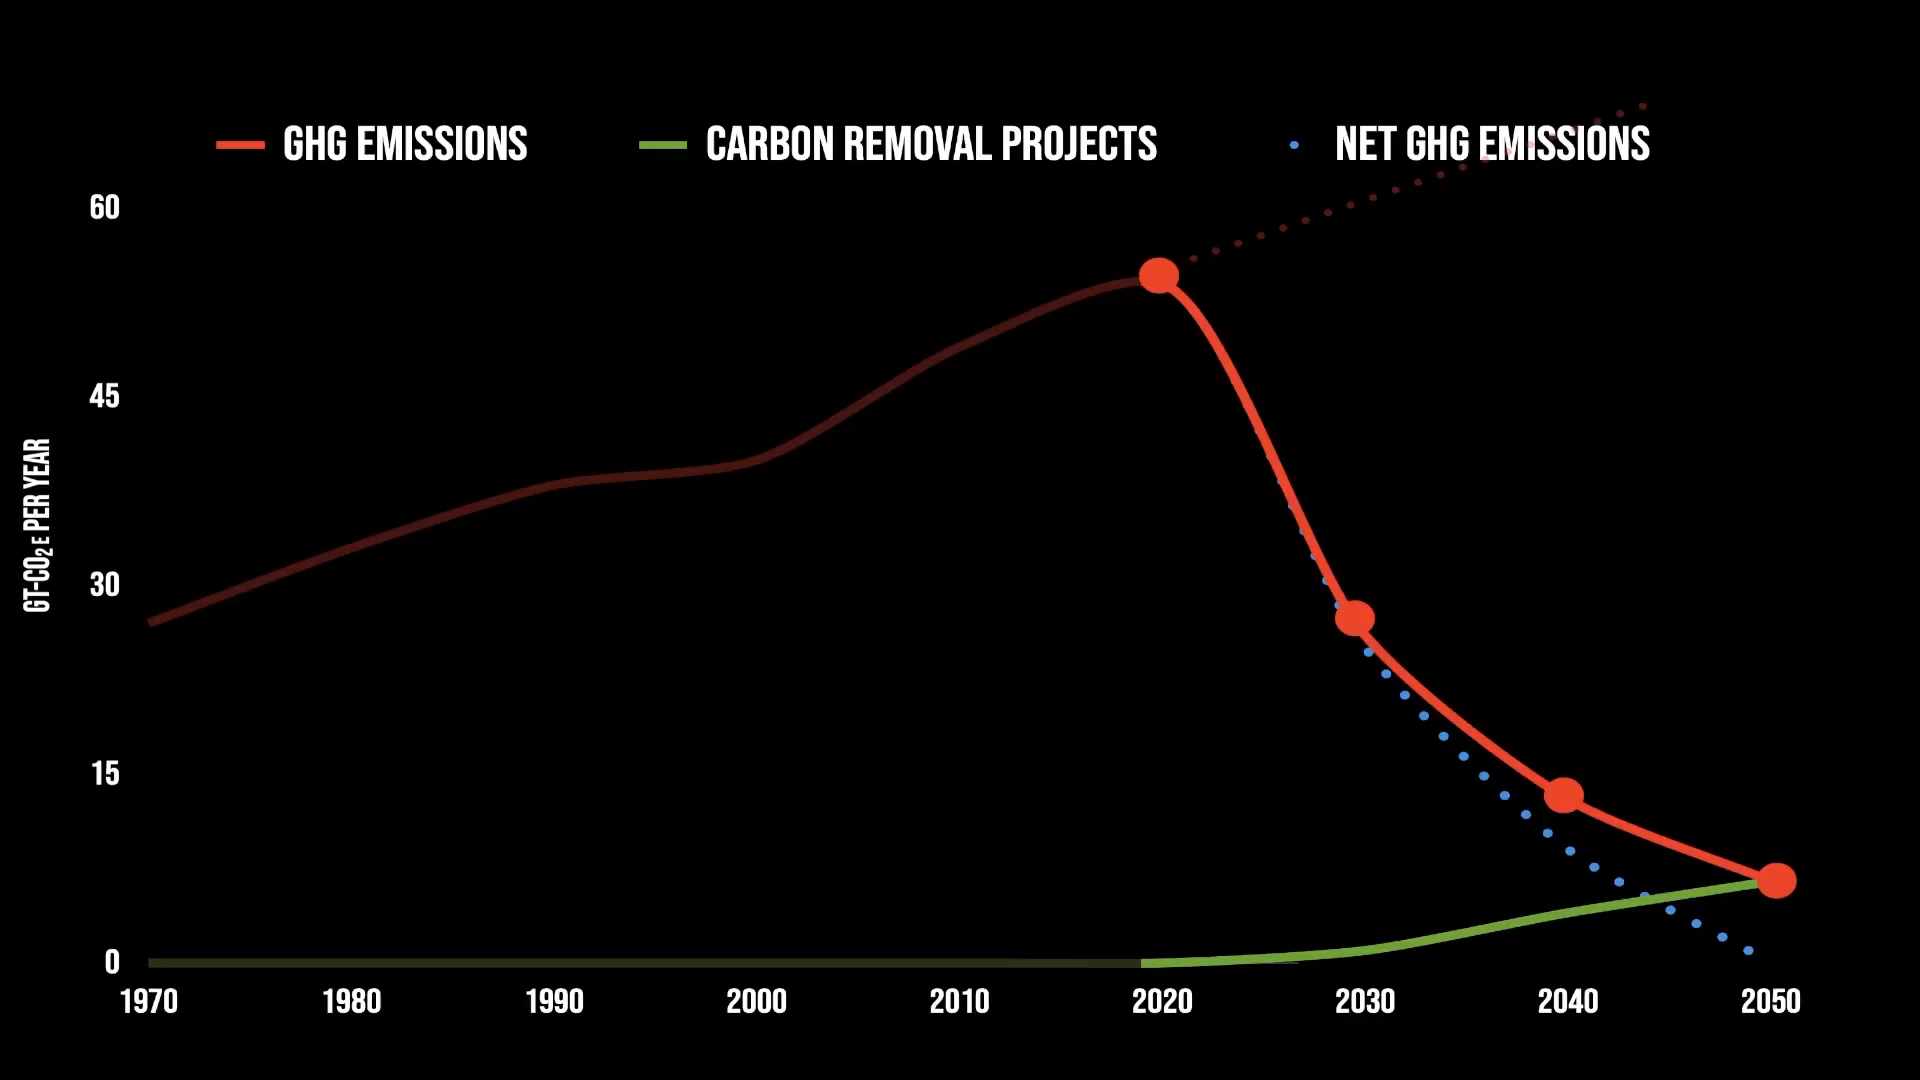 GHG EMISSIONS
CARBON REMOVAL PROJECTS
NET GHG EMISSIONS
60
45
30
15
0
GT-CO₂E PER YEAR
1970 1980 1990 2000 2010 2020 2030 2040 2050